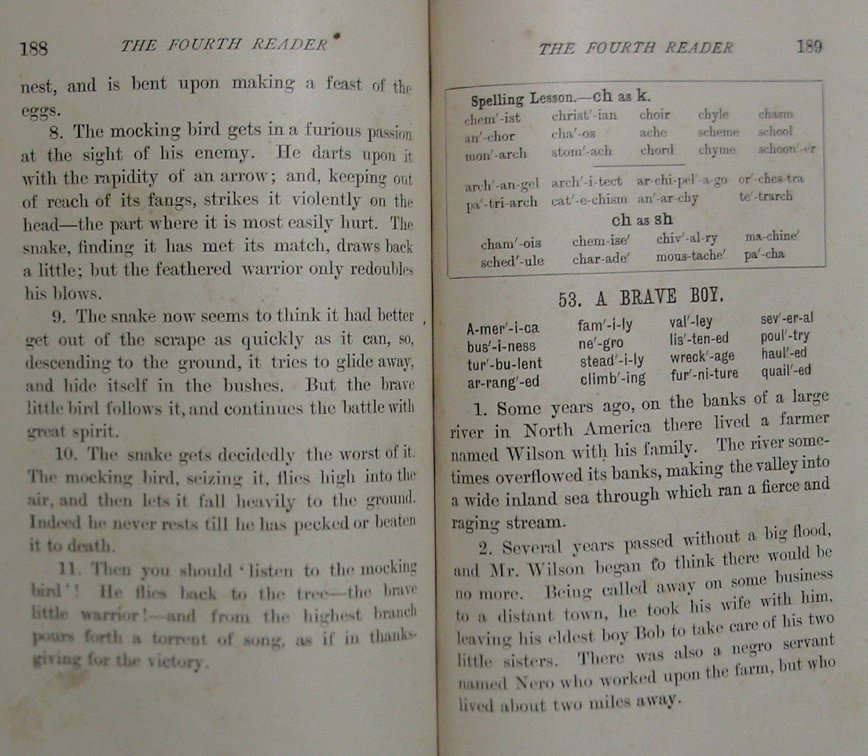 188 THE FOURTH READER
nest, and is bent upon making a feast of the
eggs.
8. The mocking bird gets in a furious passion
at the sight of his enemy. He darts upon it
with the rapidity of an arrow; and, keeping out
of reach of its fangs, strikes it violently on the
head—the part where it is most easily hurt. The
snake, finding it has met its match, draws back
a little; but the feathered warrior only redoubles
his blows.
9. The snake now seems to think it had better
get out of the scrape as quickly as it can, so,
descending to the ground, it tries to glide away,
and hide itself in the bushes. But the brave
little bird follows it, and continues the battle with
great spirit.
10. The snake gets decidedly the worst of it.
The mocking bird, seizing it, flies high into the
air, and then lets it fall heavily to the ground.
Indeed he never rests till he has pecked or beaten
it to death.
11. Then you should ‘listen to the mocking
bird’! He flies back to the tree—the brave
little warrior!—and from the highest branch
pours forth a torrent of song, as if in thanks-
giving for the victory.
THE FOURTH READER 189
Spelling Lesson.—ch as k.
chem′-ist christ′-ian choir chyle chasm
an′-chor cha′-os ache scheme school
mon′-arch stom′-ach chord chyme schoon′-er
arch′-an-gel arch′-i-tect ar-chi-pel′-a-go or′-ches-tra
pa′-tri-arch cat′-e-chism an′-ar-chy te′-trarch
ch as sh
cham′-ois chem-ise′ chiv′-al-ry ma-chine′
sched′-ule char-ade′ mous-tache′ pa′-cha
53. A BRAVE BOY.
A-mer′-i-ca fam′-i-ly val′-ley sev′-er-al
bus′-i-ness ne′-gro lis′-ten-ed poul′-try
tur′-bu-lent stead′-i-ly wreck′-age haul′-ed
ar-rang′-ed climb′-ing fur′-ni-ture quail′-ed
1. Some years ago, on the banks of a large
river in North America there lived a farmer
named Wilson with his family. The river some-
times overflowed its banks, making the valley into
a wide inland sea through which ran a fierce and
raging stream.
2. Several years passed without a big flood,
and Mr. Wilson began to think there would be
no more. Being called away on some business
to a distant town, he took his wife with him,
leaving his eldest boy Bob to take care of his two
little sisters. There was also a negro servant
named Nero who worked upon the farm, but who
lived about two miles away.